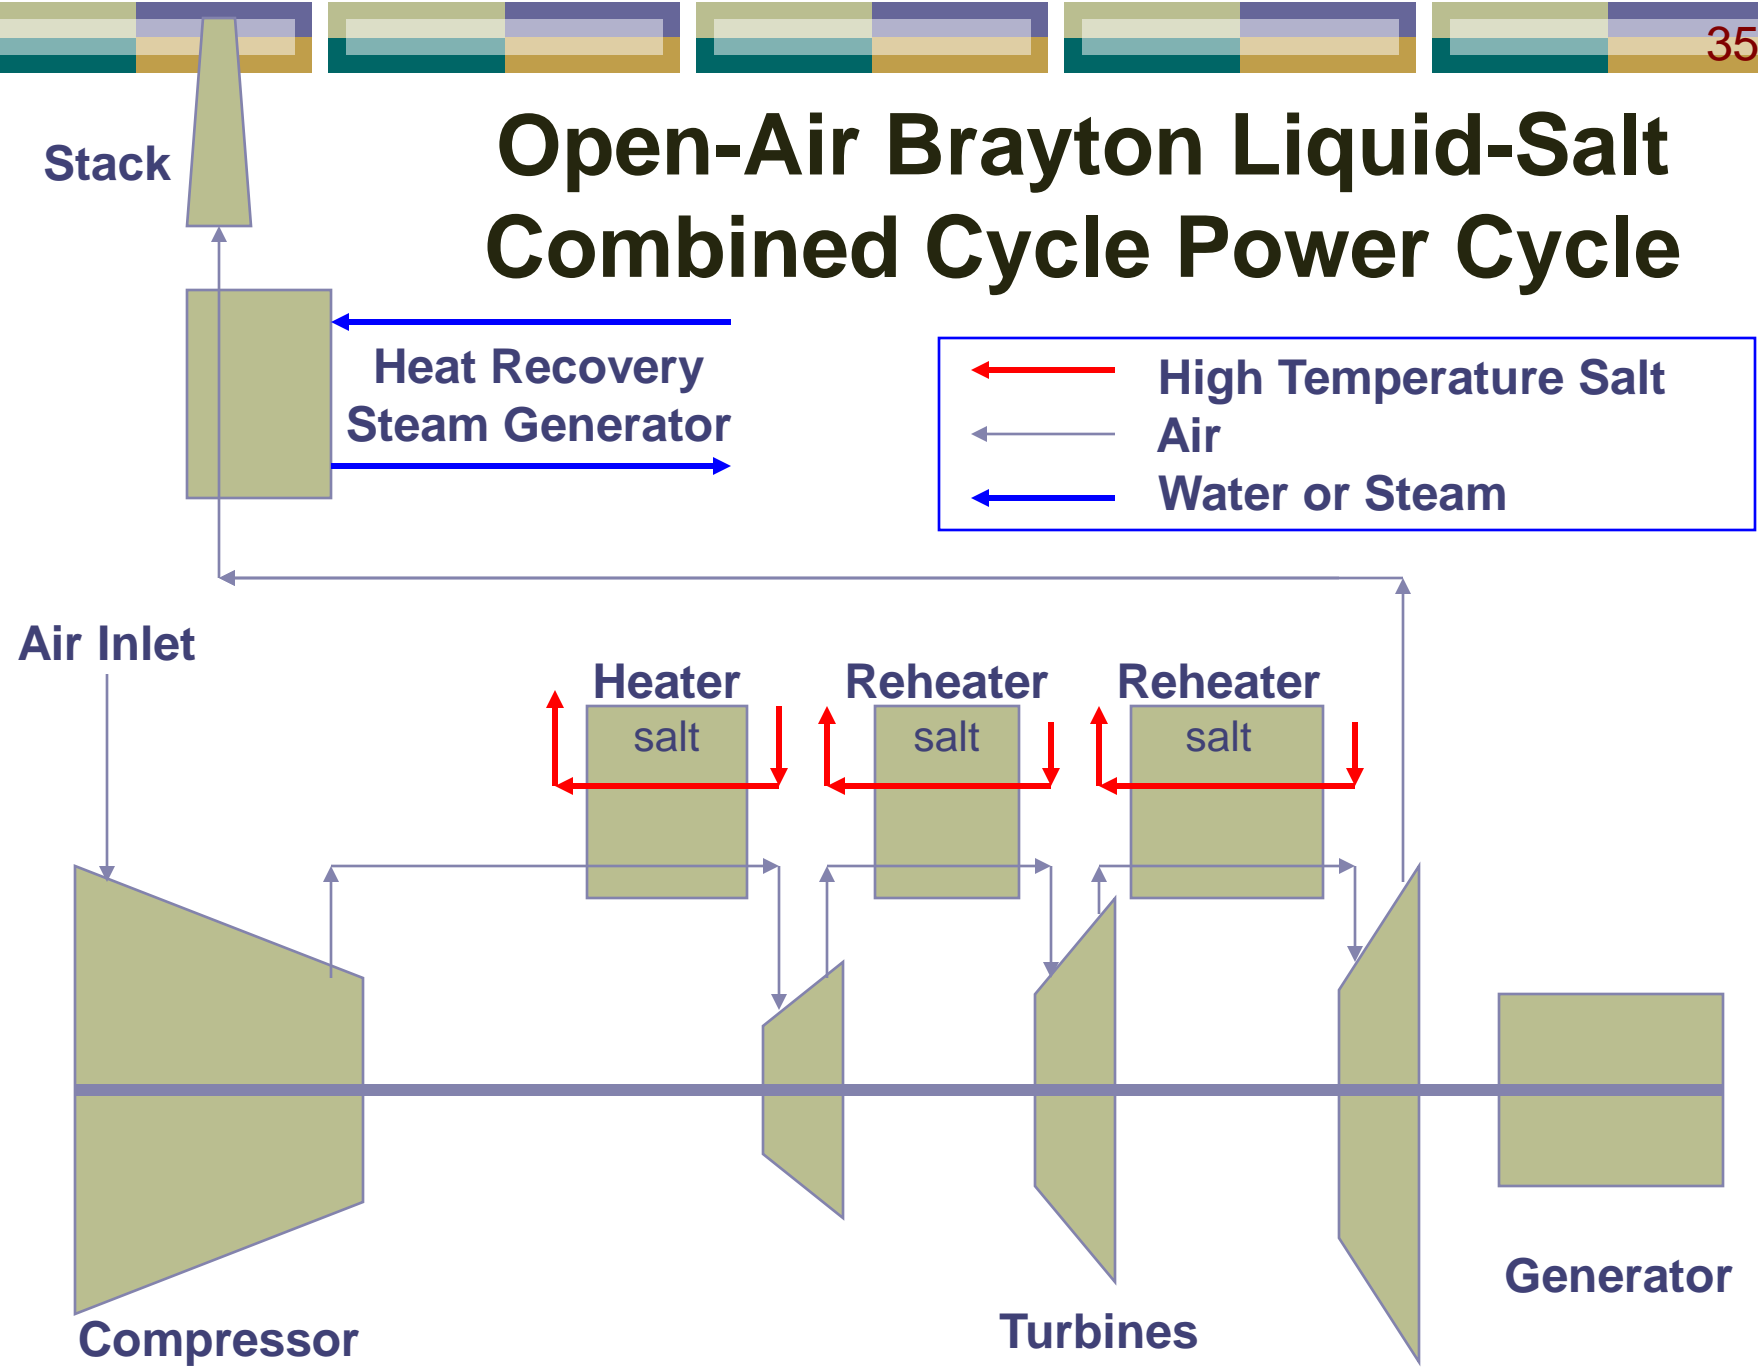 35
Open-Air Brayton Liquid-Salt
Combined Cycle Power Cycle
Stack
Heat Recovery
Steam Generator
High Temperature Salt
Air
Water or Steam
Air Inlet
Heater
salt
Reheater
salt
Reheater
salt
Compressor
Turbines
Generator